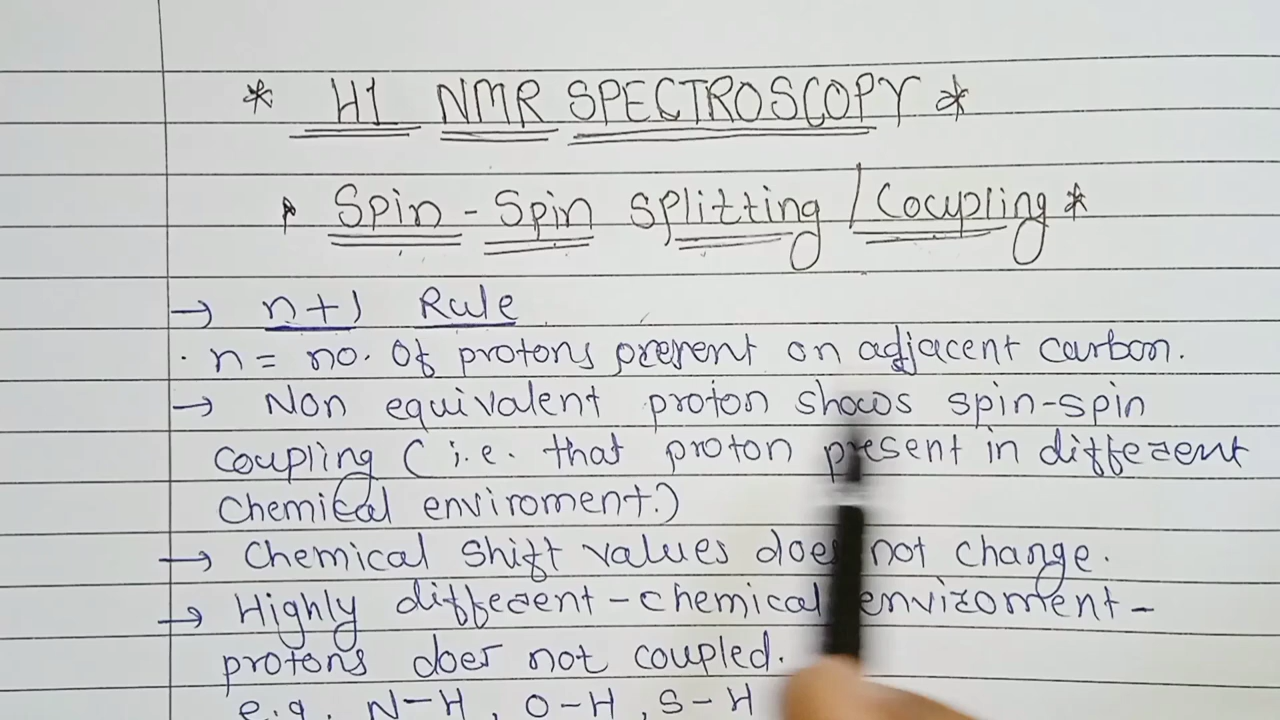 * H1 NMR SPECTROSCOPY *
* Spin - Spin splitting / Coupling *
→ n+1 Rule
. n = no. Of protons present on adjacent carbon.
→ Non equivalent proton shows spin-spin
coupling ( i.e. that proton present in different
Chemical enviroment.)
→ Chemical shift values does not change.
→ Highly different - chemical enviroment -
protons does not coupled.
e.g. N-H , O-H , S-H